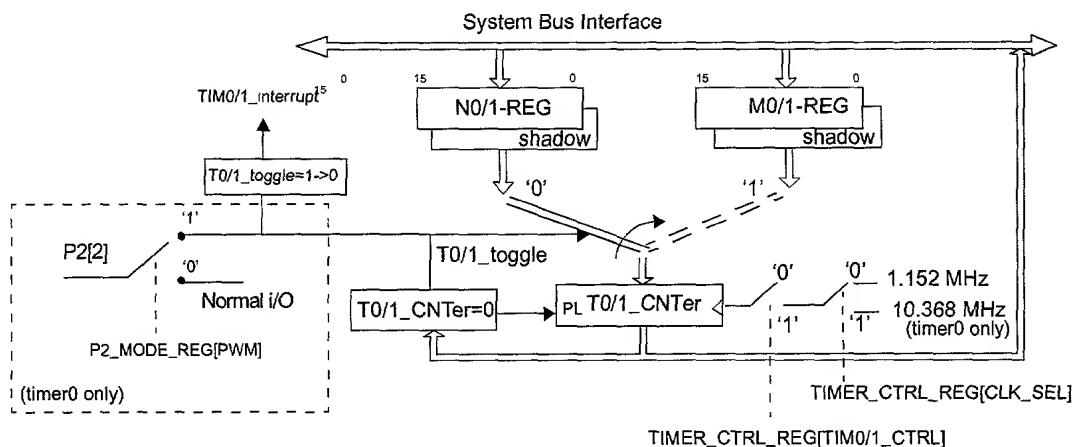 System Bus Interface
0 15 0 15 0
TIM0/1_interrupt15
N0/1-REG
M0/1-REG
shadow
shadow
T0/1_toggle=1->0
'0'
'1'
'1'
P2[2]
T0/1_toggle
'0'
Normal i/O
'0'
'0'
1.152 MHz
T0/1_CNTer=0
PL T0/1_CNTer
'1'
'1'
10.368 MHz
(timer0 only)
P2_MODE_REG[PWM]
(timer0 only)
TIMER_CTRL_REG[CLK_SEL]
TIMER_CTRL_REG[TIM0/1_CTRL]